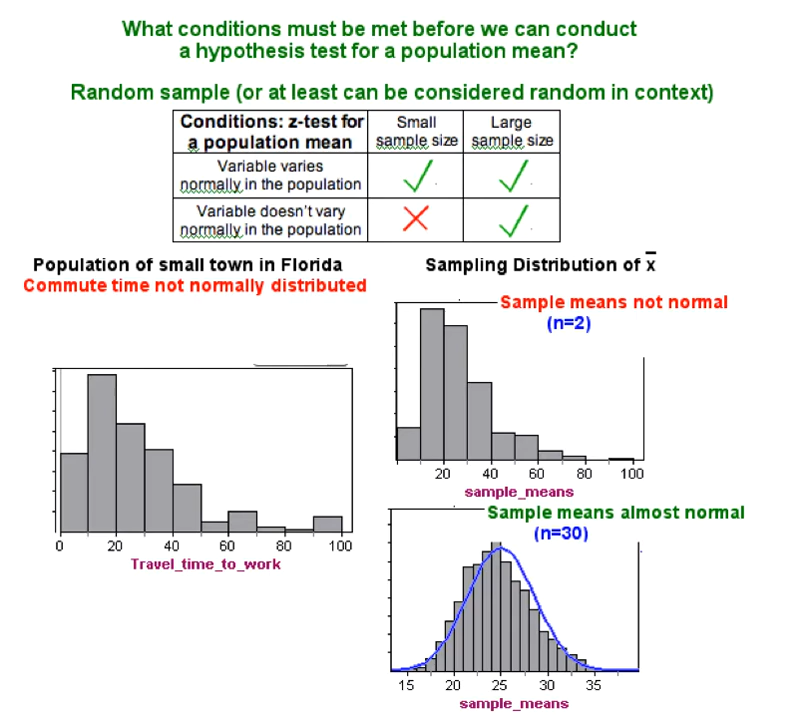 What conditions must be met before we can conduct
a hypothesis test for a population mean?
Random sample (or at least can be considered random in context)
Conditions: z-test for
a population mean
Small
sample size
Large
sample size
Variable varies
normally in the population
Variable doesn't vary
normally in the population
Population of small town in Florida
Commute time not normally distributed
0 20 40 60 80 100
Travel_time_to_work
Sampling Distribution of x̅
Sample means not normal
(n=2)
20 40 60 80 100
sample_means
Sample means almost normal
(n=30)
15 20 25 30 35
sample_means